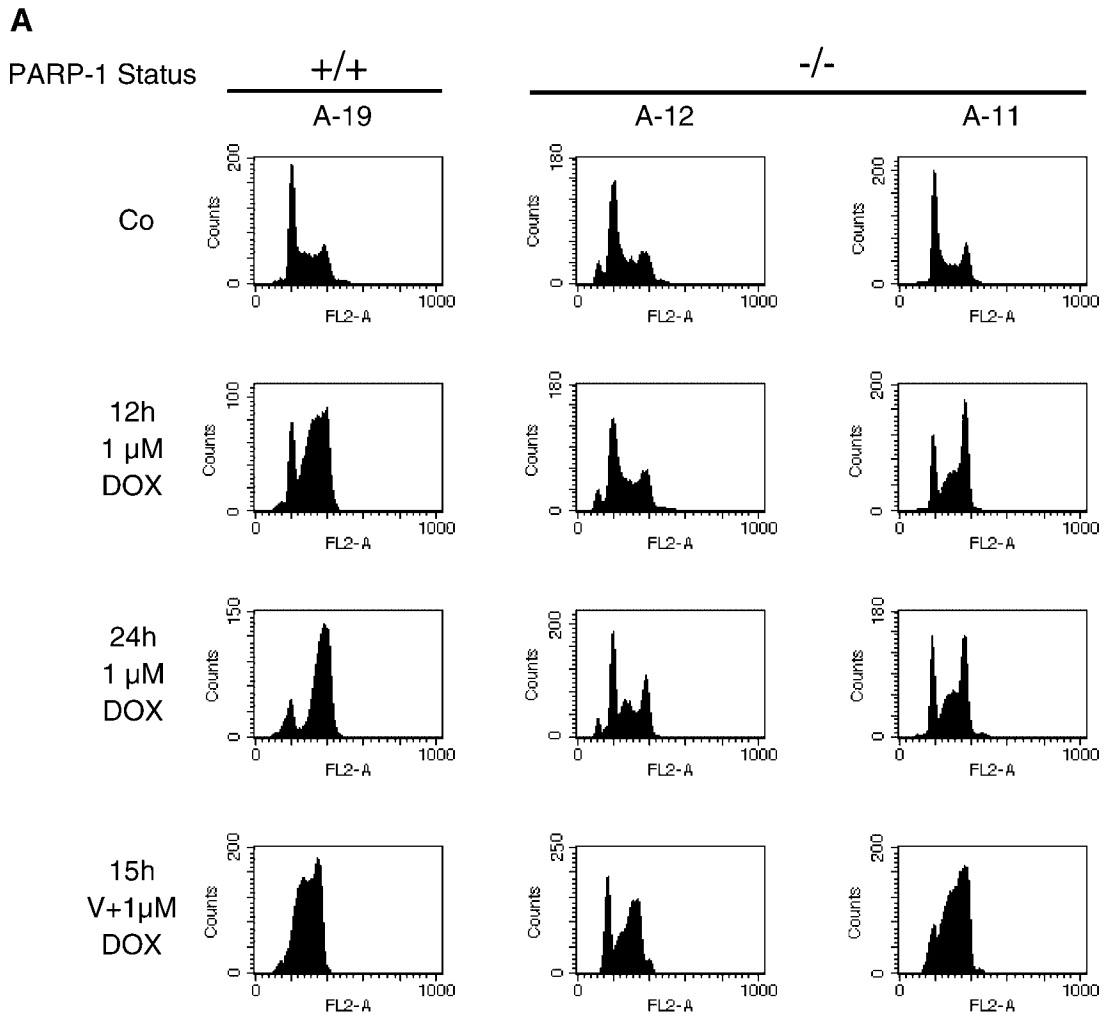 A
PARP-1 Status +/+ -/-
A-19 A-12 A-11
Co
200 Counts 0 0 1000 FL2-A
180 Counts 0 0 1000 FL2-A
200 Counts 0 0 1000 FL2-A
12h
1 µM
DOX
100 Counts 0 0 1000 FL2-A
180 Counts 0 0 1000 FL2-A
200 Counts 0 0 1000 FL2-A
24h
1 µM
DOX
150 Counts 0 0 1000 FL2-A
200 Counts 0 0 1000 FL2-A
180 Counts 0 0 1000 FL2-A
15h
V+1µM
DOX
200 Counts 0 0 1000 FL2-A
250 Counts 0 0 1000 FL2-A
200 Counts 0 0 1000 FL2-A